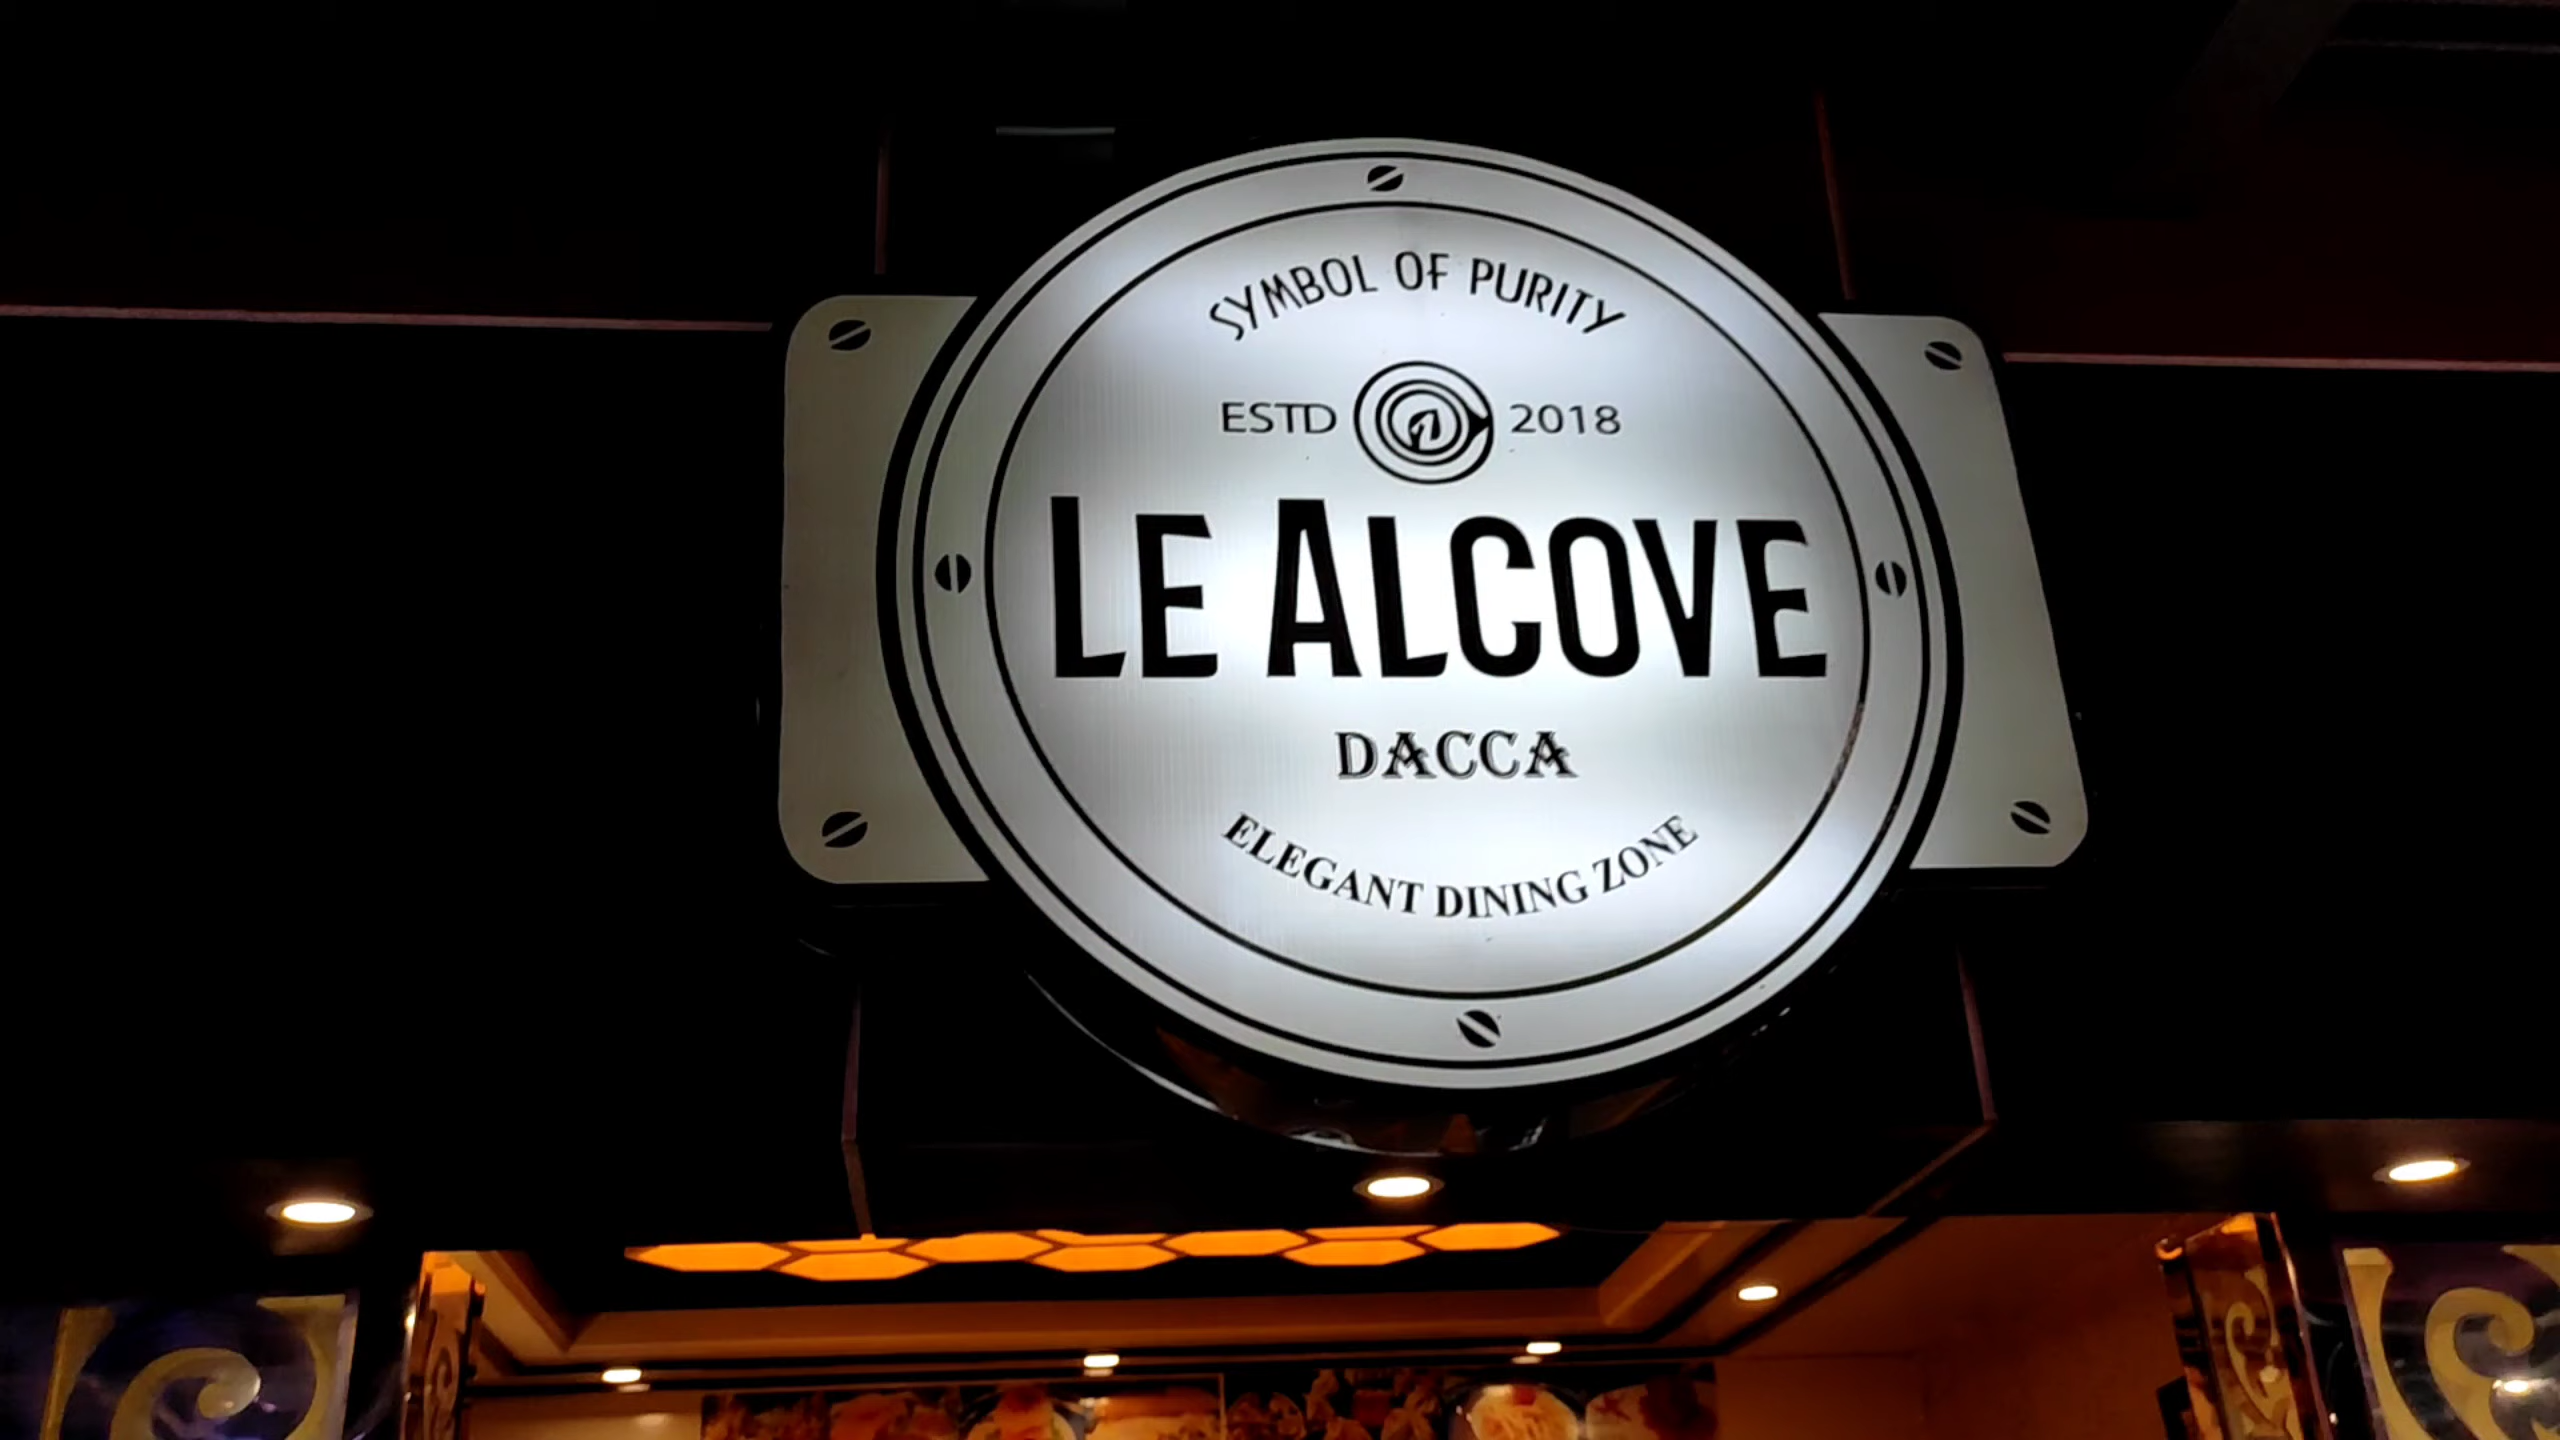 SYMBOL OF PURITY
ESTD 2018
LE ALCOVE
DACCA
ELEGANT DINING ZONE